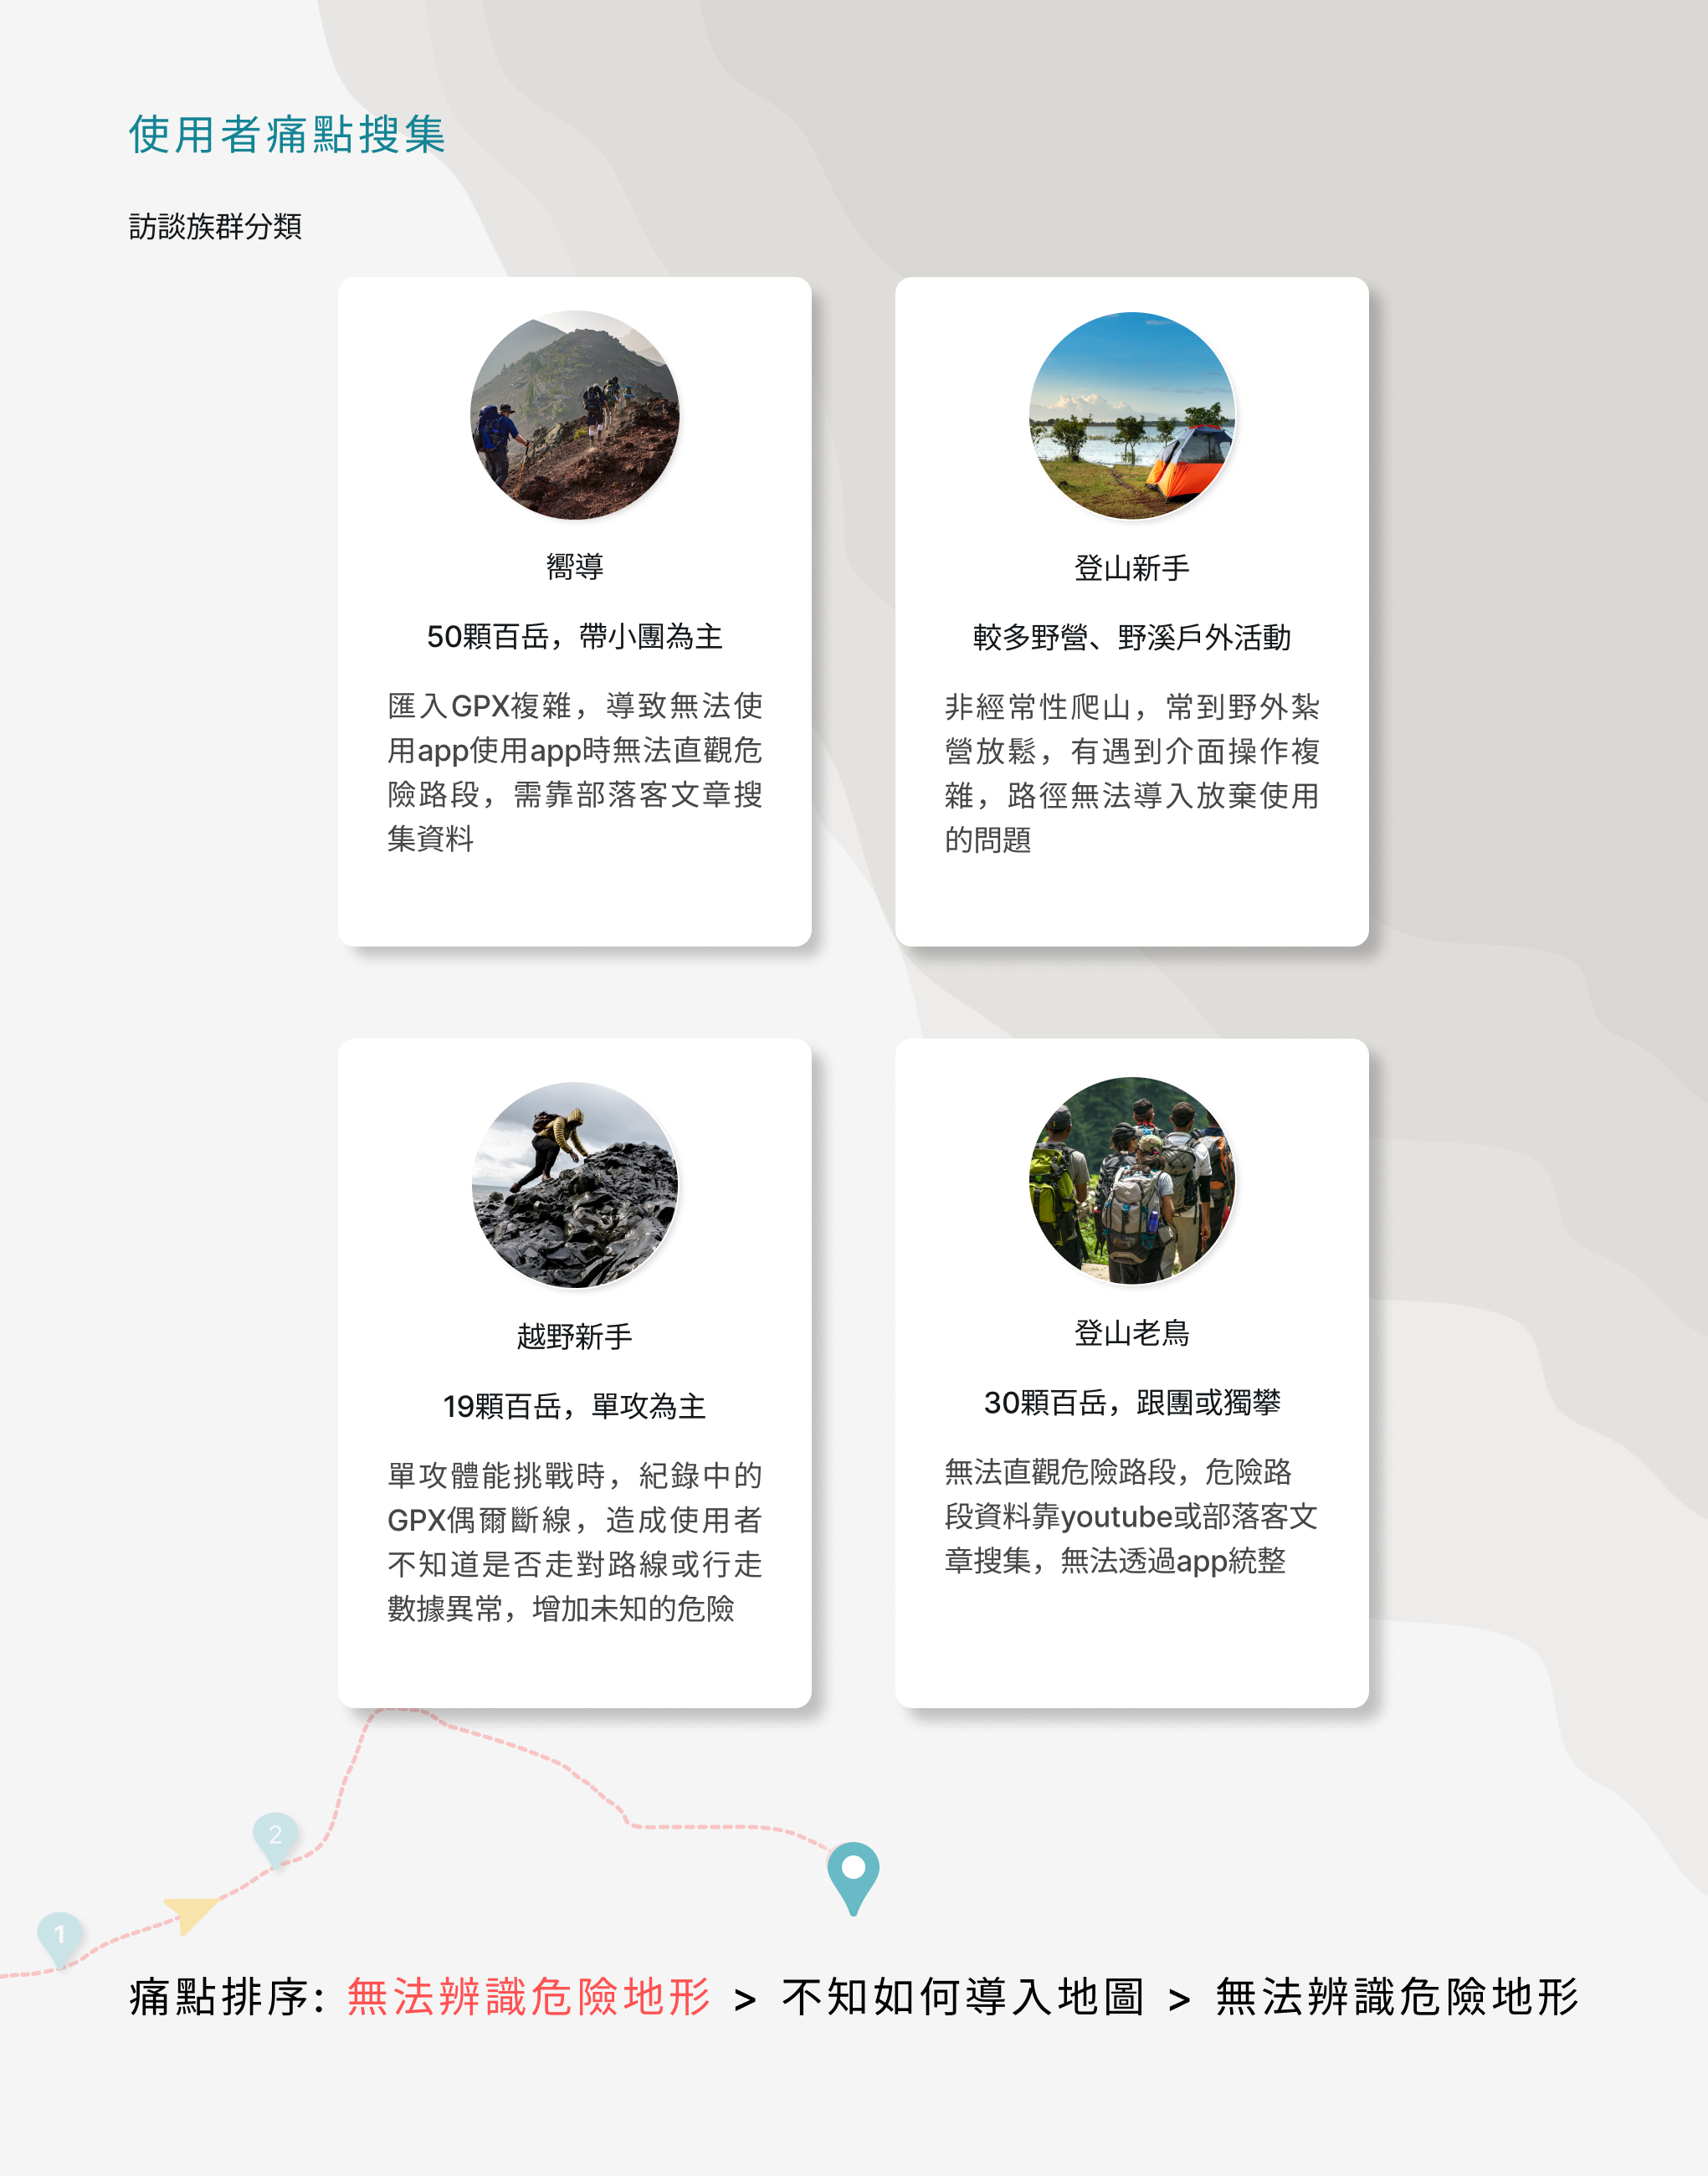 使用者痛點搜集
訪談族群分類
嚮導
50顆百岳，帶小團為主
匯入GPX複雜，導致無法使
用app使用app時無法直觀危
險路段，需靠部落客文章搜
集資料
登山新手
較多野營、野溪戶外活動
非經常性爬山，常到野外紮
營放鬆，有遇到介面操作複
雜，路徑無法導入放棄使用
的問題
越野新手
19顆百岳，單攻為主
單攻體能挑戰時，紀錄中的
GPX偶爾斷線，造成使用者
不知道是否走對路線或行走
數據異常，增加未知的危險
登山老鳥
30顆百岳，跟團或獨攀
無法直觀危險路段，危險路
段資料靠youtube或部落客文
章搜集，無法透過app統整
2
1
痛點排序: 無法辨識危險地形 > 不知如何導入地圖 > 無法辨識危險地形